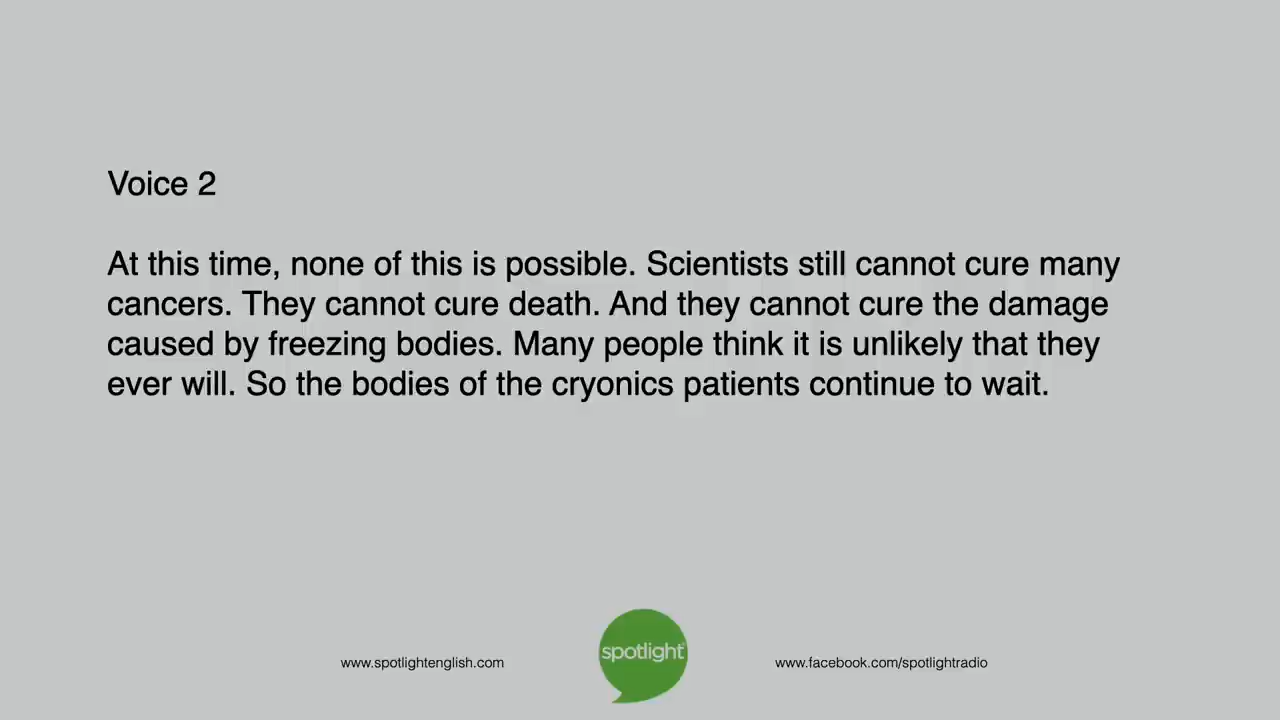 Voice 2
At this time, none of this is possible. Scientists still cannot cure many
cancers. They cannot cure death. And they cannot cure the damage
caused by freezing bodies. Many people think it is unlikely that they
ever will. So the bodies of the cryonics patients continue to wait.
www.spotlightenglish.com
spotlight
www.facebook.com/spotlightradio